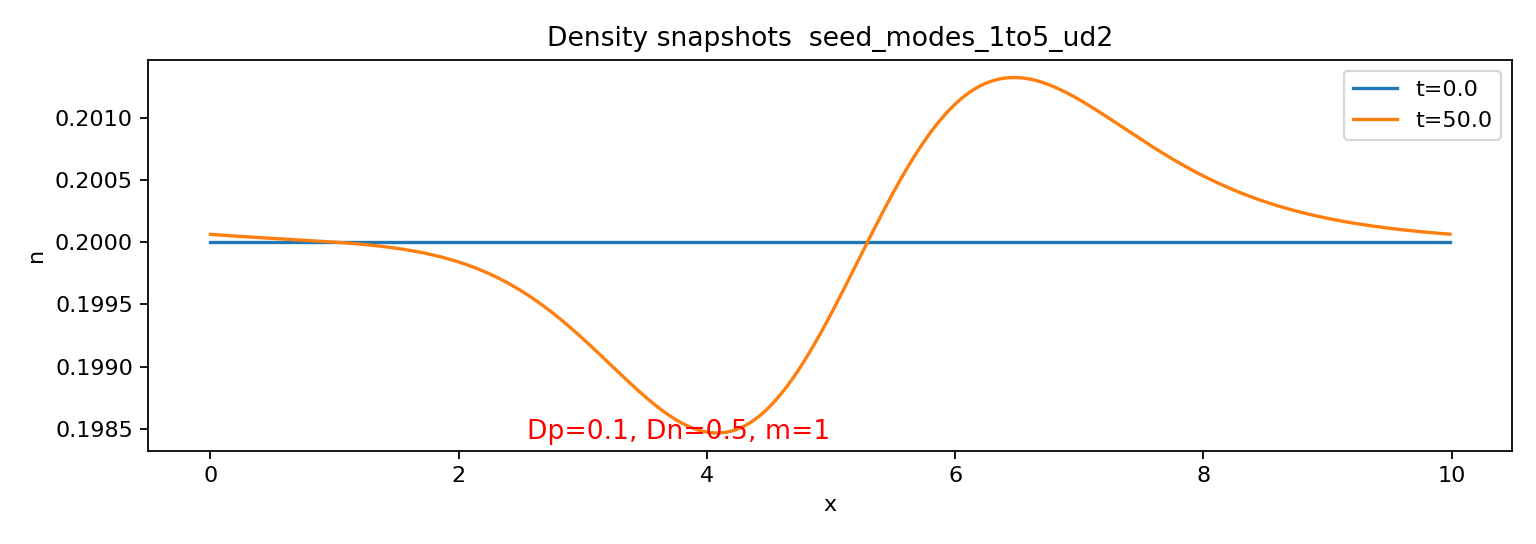 Density snapshots  seed_modes_1to5_ud2
t=0.0
t=50.0
n
0.2010
0.2005
0.2000
0.1995
0.1990
0.1985
Dp=0.1, Dn=0.5, m=1
0 2 4 6 8 10
x